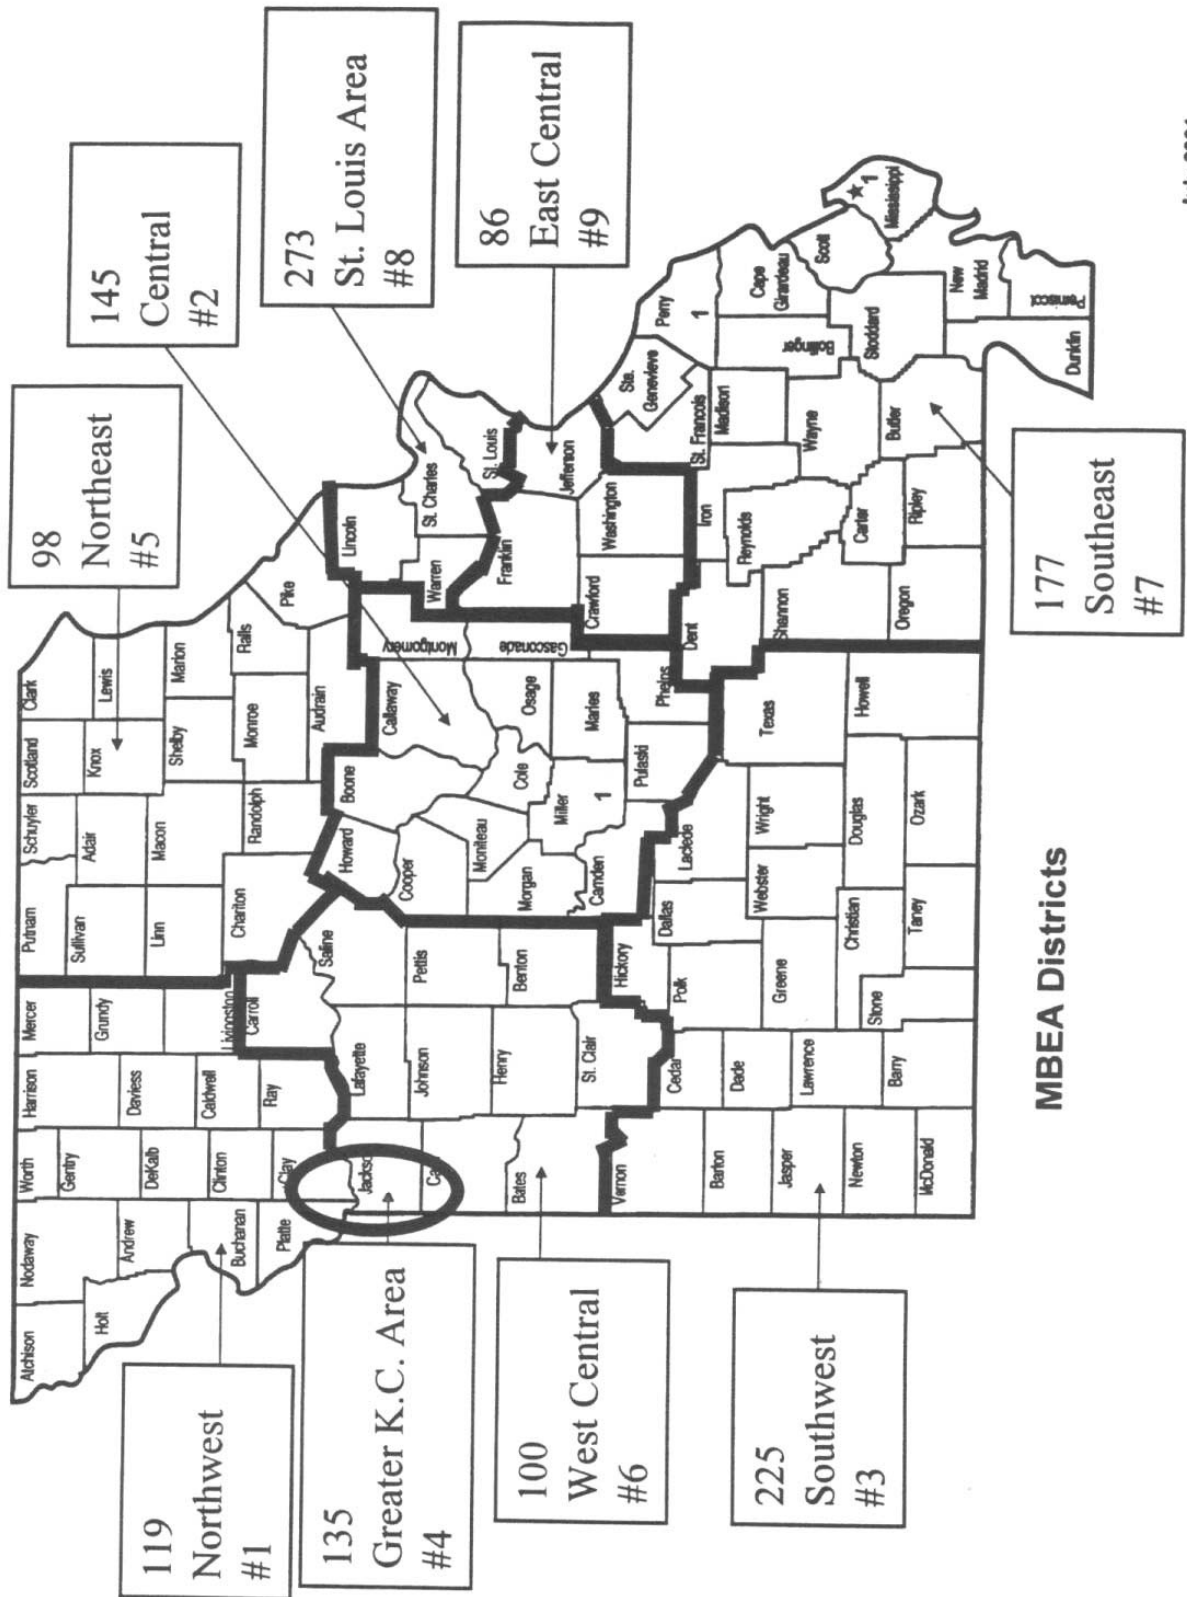 119
Northwest
#1
98
Northeast
#5
145
Central
#2
273
St. Louis Area
#8
86
East Central
#9
135
Greater K.C. Area
#4
100
West Central
#6
225
Southwest
#3
177
Southeast
#7
Atchison
Nodaway
Worth
Harrison
Mercer
Putnam
Schuyler
Scotland
Clark
Gentry
Holt
Andrew
DeKalb
Daviess
Grundy
Sullivan
Adair
Knox
Lewis
Buchanan
Clinton
Caldwell
Livingston
Linn
Macon
Shelby
Marion
Platte
Clay
Ray
Carroll
Chariton
Randolph
Monroe
Ralls
Pike
Audrain
Jackso
Lafayette
Saline
Howard
Boone
Callaway
Montgomery
Lincoln
Warren
St. Charles
St. Louis
Ca
Johnson
Pettis
Cooper
Moniteau
Cole
Osage
Gasconade
Franklin
Jefferson
Bates
Henry
Benton
Morgan
Miller
1
Maries
Crawford
Washington
Ste.
Genevieve
St. Clair
Hickory
Camden
Pulaski
Phelps
Dent
Iron
St. Francois
Perry
1
Vernon
Cedar
Polk
Dallas
Laclede
Texas
Reynolds
Madison
Bollinger
Cape
Girardeau
Barton
Dade
Greene
Webster
Wright
Shannon
Wayne
Scott
Jasper
Lawrence
Christian
Douglas
Howell
Carter
Butler
Stoddard
★ 1
Mississippi
Newton
Barry
Stone
Taney
Ozark
Oregon
Ripley
New
Madrid
McDonald
Dunklin
Pemiscot
MBEA Districts